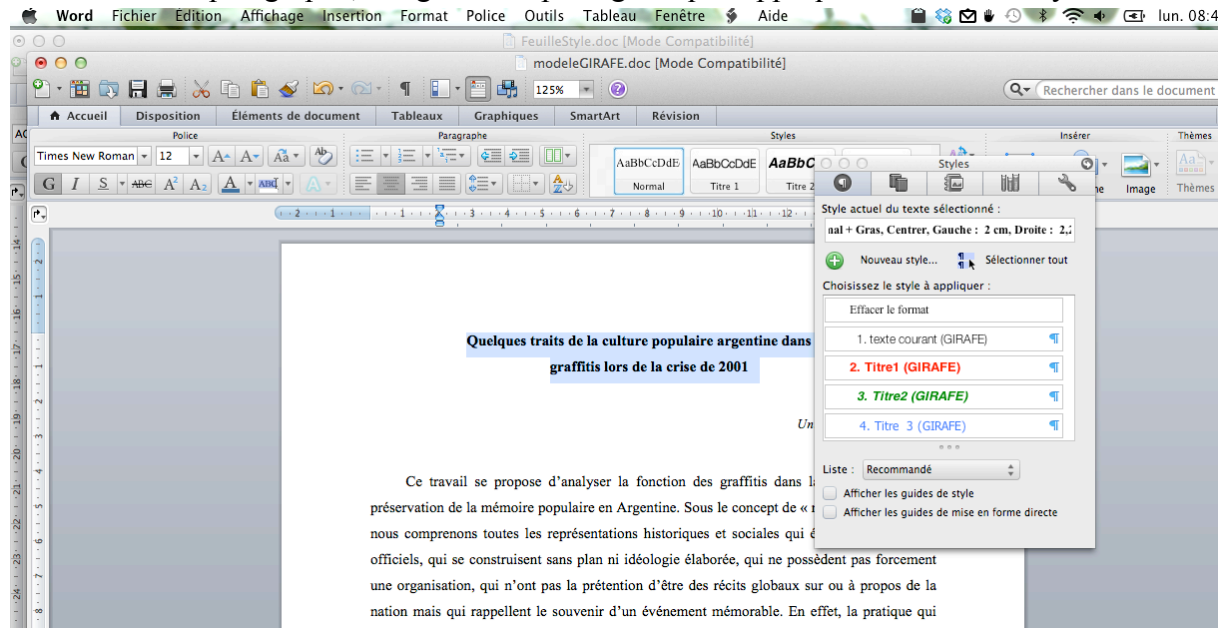 Word Fichier Edition Affichage Insertion Format Police Outils Tableau Fenêtre Aide lun. 08:4
FeuilleStyle.doc [Mode Compatibilité]
modeleGIRAFE.doc [Mode Compatibilité]
125% Rechercher dans le document
Accueil Disposition Éléments de document Tableaux Graphiques SmartArt Révision
Police Paragraphe Styles Insérer Thèmes
Times New Roman 12
G I S ABC A² A₂
AaBbCcDdE AaBbCcDdE AaBbC
Normal Titre 1 Titre 2
Image Thèmes
Styles
Style actuel du texte sélectionné :
nal + Gras, Centrer, Gauche : 2 cm, Droite : 2,2
Nouveau style... Sélectionner tout
Choisissez le style à appliquer :
Effacer le format
1. texte courant (GIRAFE)
2. Titre1 (GIRAFE)
3. Titre2 (GIRAFE)
4. Titre 3 (GIRAFE)
Liste : Recommandé
Afficher les guides de style
Afficher les guides de mise en forme directe
Quelques traits de la culture populaire argentine dans
graffitis lors de la crise de 2001
Un
Ce travail se propose d'analyser la fonction des graffitis dans l
préservation de la mémoire populaire en Argentine. Sous le concept de «
nous comprenons toutes les représentations historiques et sociales qui
officiels, qui se construisent sans plan ni idéologie élaborée, qui ne possèdent pas forcement
une organisation, qui n'ont pas la prétention d'être des récits globaux sur ou à propos de la
nation mais qui rappellent le souvenir d'un événement mémorable. En effet, la pratique qui